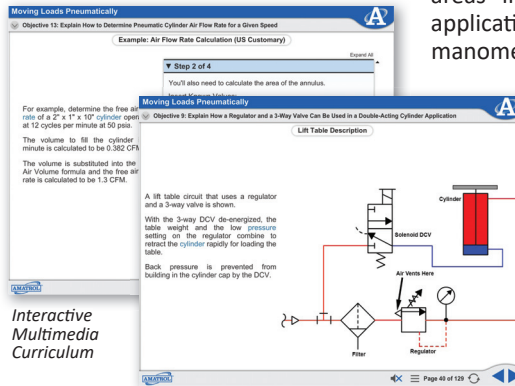 areas
applicati
manome
Moving Loads Pneumatically
Objective 13: Explain How to Determine Pneumatic Cylinder Air Flow Rate for a Given Speed
A
Example: Air Flow Rate Calculation (US Customary)
Expand All
▼ Step 2 of 4
You'll also need to calculate the area of the annulus.
Insert Known Values:
For example, determine the free air
rate of a 2" x 1" x 10" cylinder oper
at 12 cycles per minute at 50 psia.
The volume to fill the cylinder
minute is calculated to be 0.382 CFM
The volume is substituted into the
Air Volume formula and the free air
rate is calculated to be 1.3 CFM.
AMATROL
Moving Loads Pneumatically
Objective 9: Explain How a Regulator and a 3-Way Valve Can Be Used in a Double-Acting Cylinder Application
A
Lift Table Description
A lift table circuit that uses a regulator
and a 3-way valve is shown.
With the 3-way DCV de-energized, the
table weight and the low pressure
setting on the regulator combine to
retract the cylinder rapidly for loading the
table.
Back pressure is prevented from
building in the cylinder cap by the DCV.
Cylinder
Solenoid DCV
Air Vents Here
Filter
Regulator
AMATROL
Page 40 of 129
Interactive
Multimedia
Curriculum